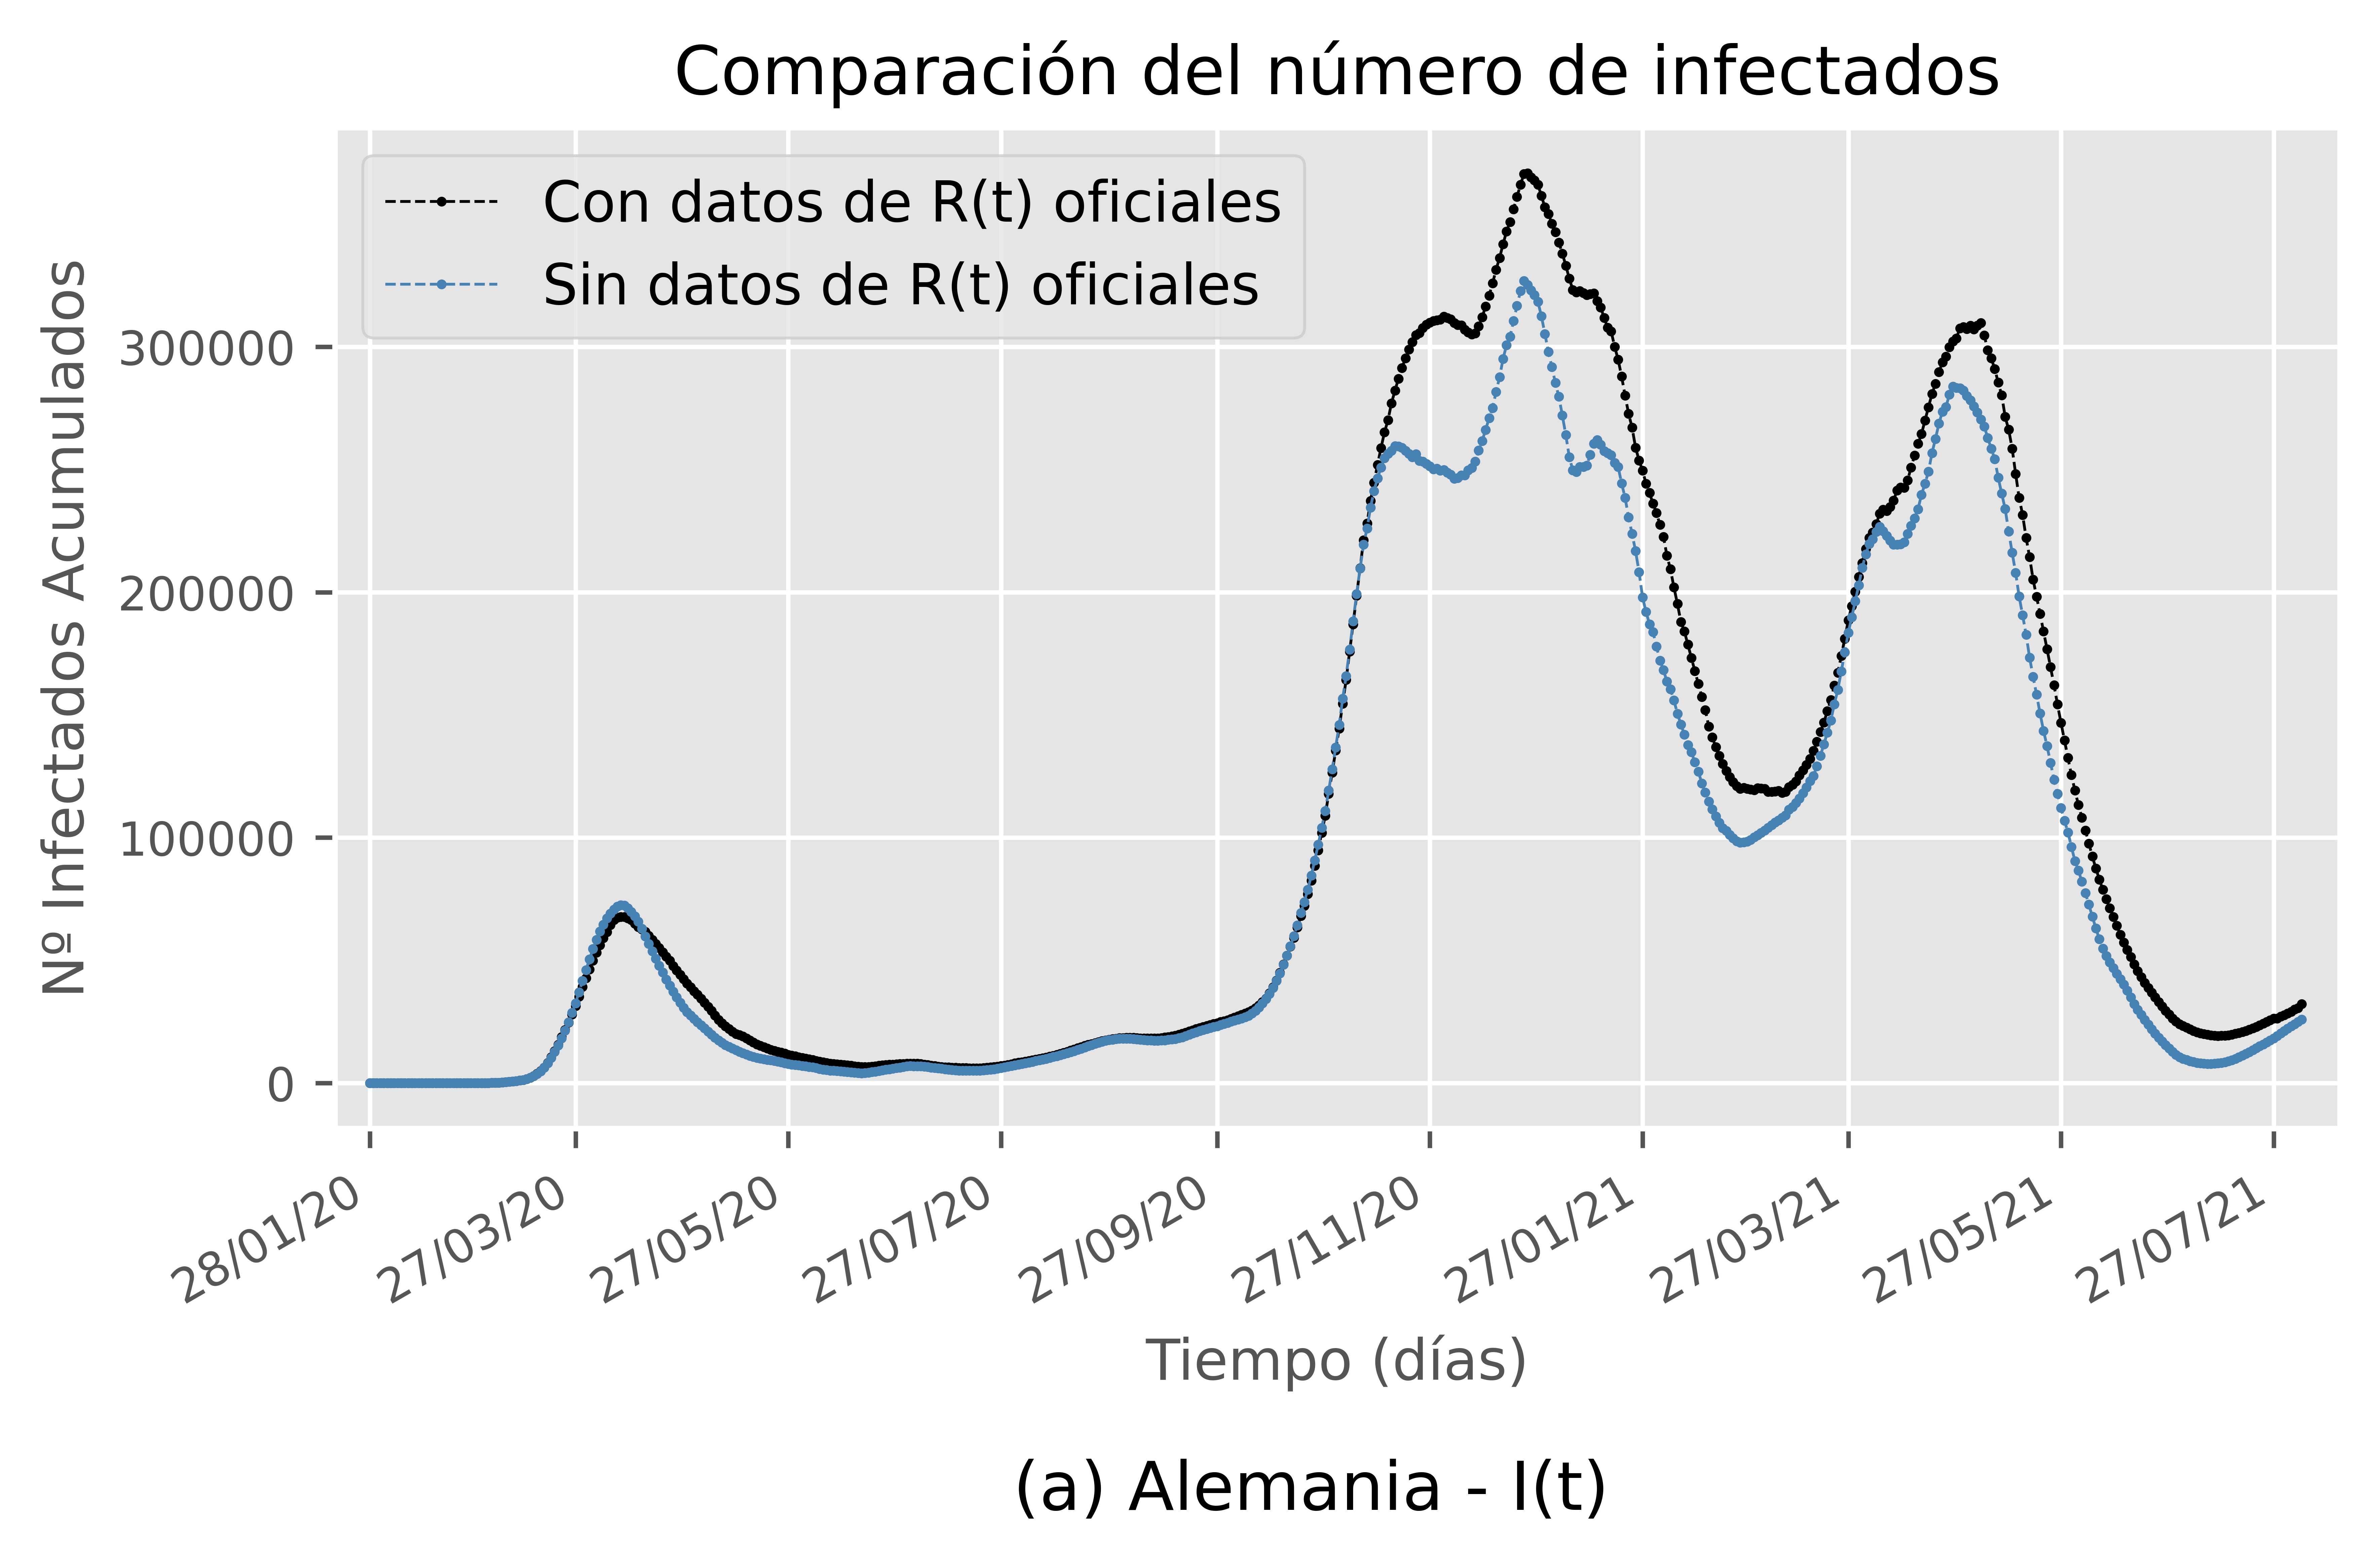 Comparación del número de infectados
Con datos de R(t) oficiales
Sin datos de R(t) oficiales
Nº Infectados Acumulados
300000
200000
100000
0
28/01/20
27/03/20
27/05/20
27/07/20
27/09/20
27/11/20
27/01/21
27/03/21
27/05/21
27/07/21
Tiempo (días)
(a) Alemania - I(t)